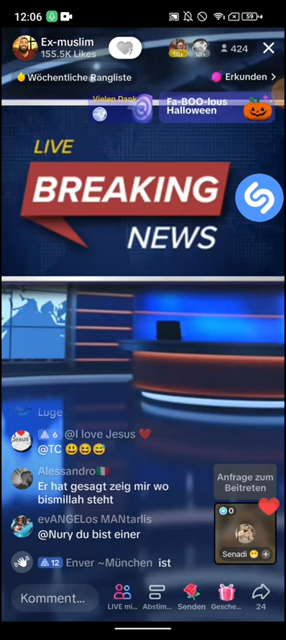 12:06
59
Ex-muslim
155.5K Likes
424
Wöchentliche Rangliste
Erkunden >
Vielen Dank
Fa-BOO-lous
Halloween
LIVE
BREAKING
NEWS
Lüge
6 @I love Jesus
@TC
Alessandro
Er hat gesagt zeig mir wo
bismillah steht
evANGELos MANtarlis
@Nury du bist einer
12 Enver ~München ist
Anfrage zum
Beitreten
0
Senadi
Komment...
LIVE mi...
Abstim...
Senden
Gesche...
24